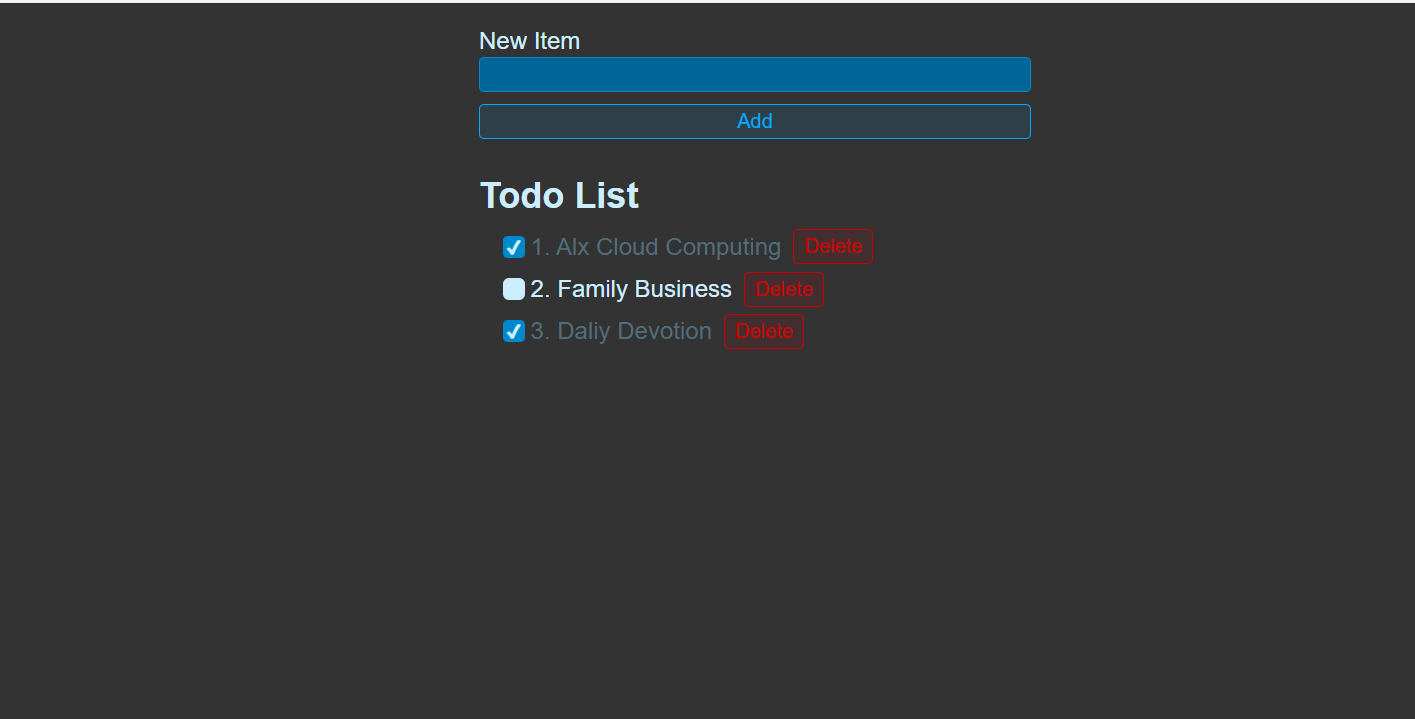 New Item
Add
Todo List
1. Alx Cloud Computing Delete
2. Family Business Delete
3. Daliy Devotion Delete